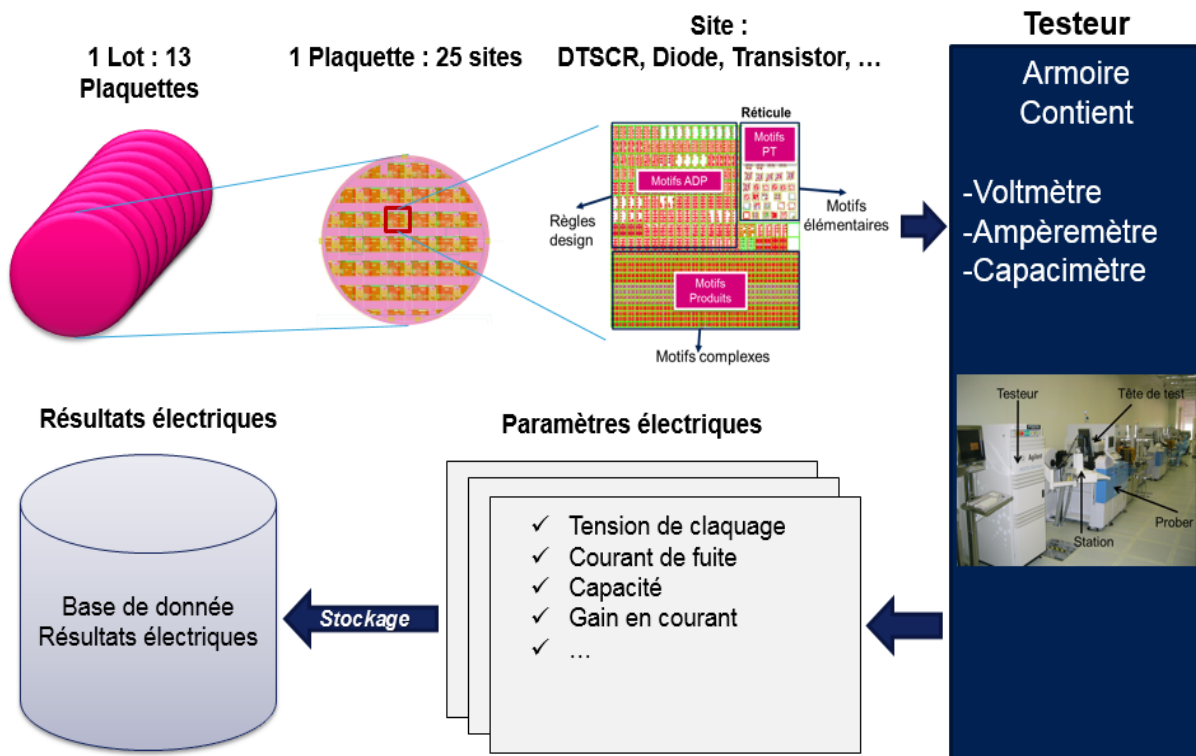 1 Lot : 13
Plaquettes
1 Plaquette : 25 sites
Site :
DTSCR, Diode, Transistor, …
Réticule
Motifs
PT
Motifs ADP
Règles
design
Motifs
élémentaires
Motifs
Produits
Motifs complexes
Testeur
Armoire
Contient
-Voltmètre
-Ampèremètre
-Capacimètre
Testeur
Tête de test
Agilent
Prober
Station
Résultats électriques
Base de donnée
Résultats électriques
Stockage
Paramètres électriques
✓ Tension de claquage
✓ Courant de fuite
✓ Capacité
✓ Gain en courant
✓ …